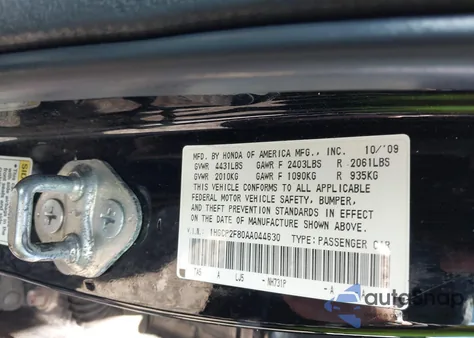 MFD. BY HONDA OF AMERICA MFG., INC. 10/'09
GVWR 4431LBS GAWR F 2403LBS R 2061LBS
GVWR 2010KG GAWR F 1090KG R 935KG
THIS VEHICLE CONFORMS TO ALL APPLICABLE
FEDERAL MOTOR VEHICLE SAFETY, BUMPER,
AND THEFT PREVENTION STANDARDS IN EFFECT
ON THE DATE OF MANUFACTURE SHOWN ABOVE.
V.I.N.: 1HGCP2F80AA044630 TYPE:PASSENGER CAR
A LJ5 - NH731P - A
autosnap